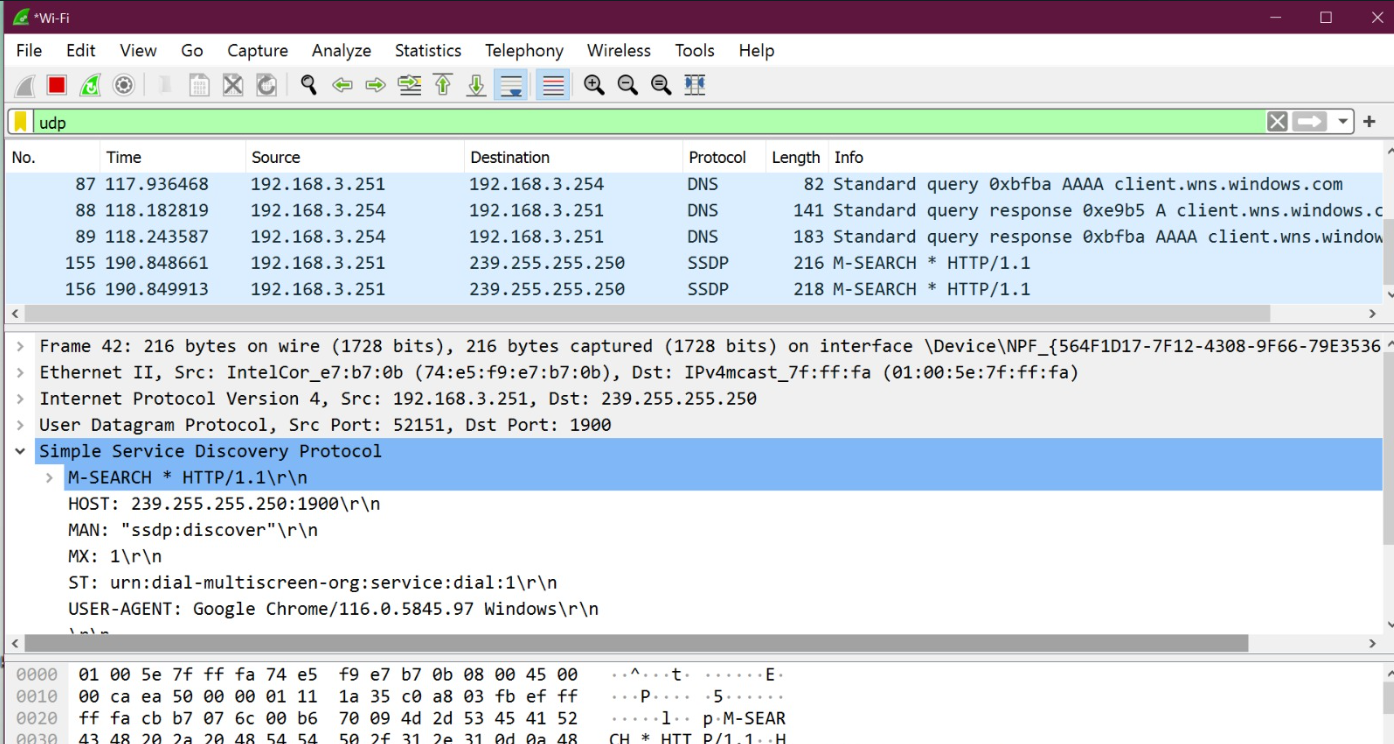 *Wi-Fi
File Edit View Go Capture Analyze Statistics Telephony Wireless Tools Help
udp
No. Time Source Destination Protocol Length Info
87 117.936468 192.168.3.251 192.168.3.254 DNS 82 Standard query 0xbfba AAAA client.wns.windows.com
88 118.182819 192.168.3.254 192.168.3.251 DNS 141 Standard query response 0xe9b5 A client.wns.windows.c
89 118.243587 192.168.3.254 192.168.3.251 DNS 183 Standard query response 0xbfba AAAA client.wns.window
155 190.848661 192.168.3.251 239.255.255.250 SSDP 216 M-SEARCH * HTTP/1.1
156 190.849913 192.168.3.251 239.255.255.250 SSDP 218 M-SEARCH * HTTP/1.1
Frame 42: 216 bytes on wire (1728 bits), 216 bytes captured (1728 bits) on interface \Device\NPF_{564F1D17-7F12-4308-9F66-79E3536
Ethernet II, Src: IntelCor_e7:b7:0b (74:e5:f9:e7:b7:0b), Dst: IPv4mcast_7f:ff:fa (01:00:5e:7f:ff:fa)
Internet Protocol Version 4, Src: 192.168.3.251, Dst: 239.255.255.250
User Datagram Protocol, Src Port: 52151, Dst Port: 1900
Simple Service Discovery Protocol
M-SEARCH * HTTP/1.1\r\n
HOST: 239.255.255.250:1900\r\n
MAN: "ssdp:discover"\r\n
MX: 1\r\n
ST: urn:dial-multiscreen-org:service:dial:1\r\n
USER-AGENT: Google Chrome/116.0.5845.97 Windows\r\n
\r\n
0000 01 00 5e 7f ff fa 74 e5 f9 e7 b7 0b 08 00 45 00 ··^···t· ······E·
0010 00 ca ea 50 00 00 01 11 1a 35 c0 a8 03 fb ef ff ···P···· ·5······
0020 ff fa cb b7 07 6c 00 b6 70 09 4d 2d 53 45 41 52 ·····l·· p·M-SEAR
0030 43 48 20 2a 20 48 54 54 50 2f 31 2e 31 0d 0a 48 CH * HTT P/1.1··H